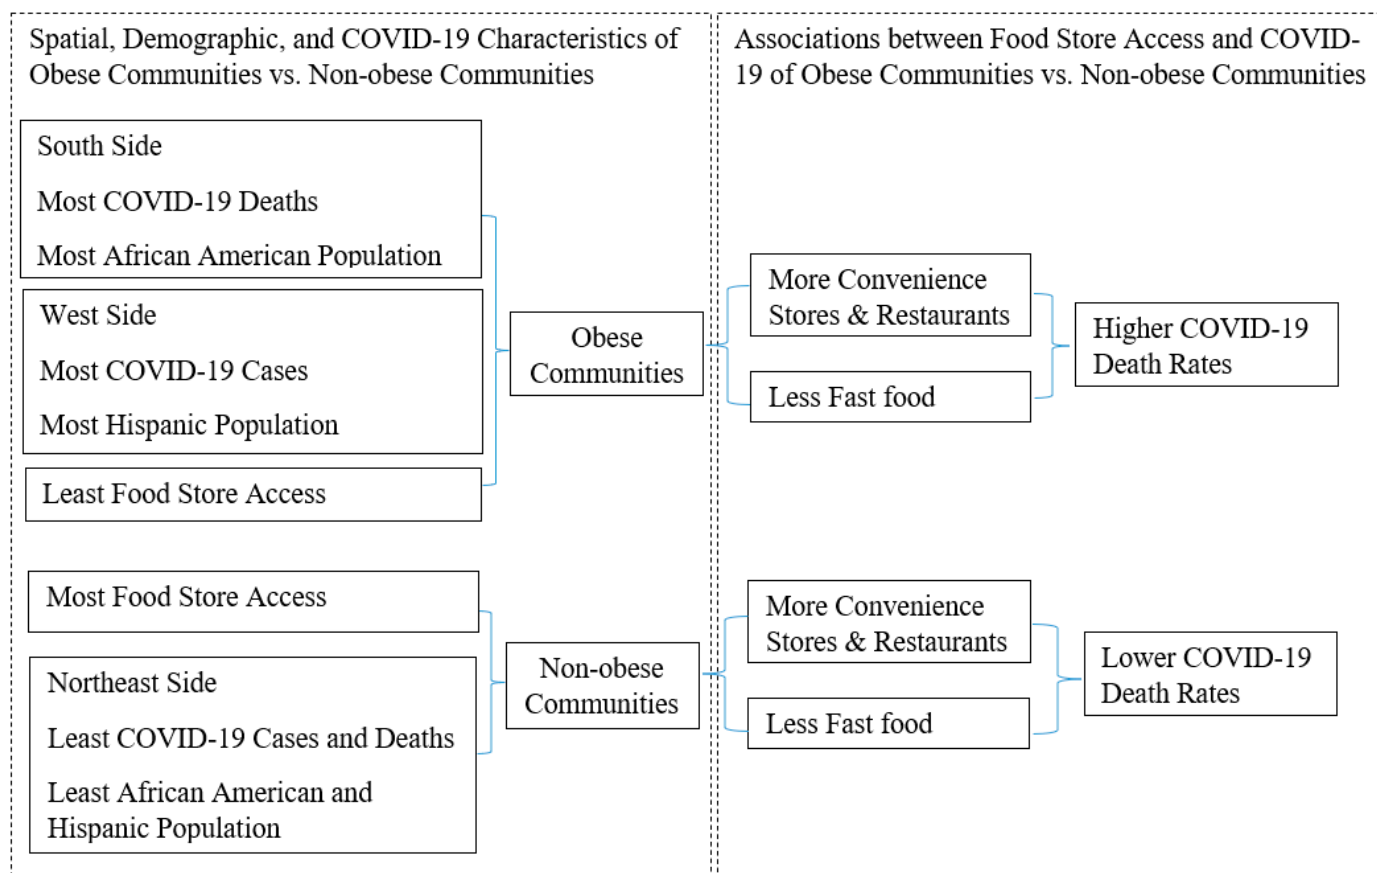 Spatial, Demographic, and COVID-19 Characteristics of
Obese Communities vs. Non-obese Communities
South Side
Most COVID-19 Deaths
Most African American Population
West Side
Most COVID-19 Cases
Most Hispanic Population
Least Food Store Access
Obese
Communities
Most Food Store Access
Northeast Side
Least COVID-19 Cases and Deaths
Least African American and
Hispanic Population
Non-obese
Communities
Associations between Food Store Access and COVID-
19 of Obese Communities vs. Non-obese Communities
More Convenience
Stores & Restaurants
Less Fast food
Higher COVID-19
Death Rates
More Convenience
Stores & Restaurants
Less Fast food
Lower COVID-19
Death Rates